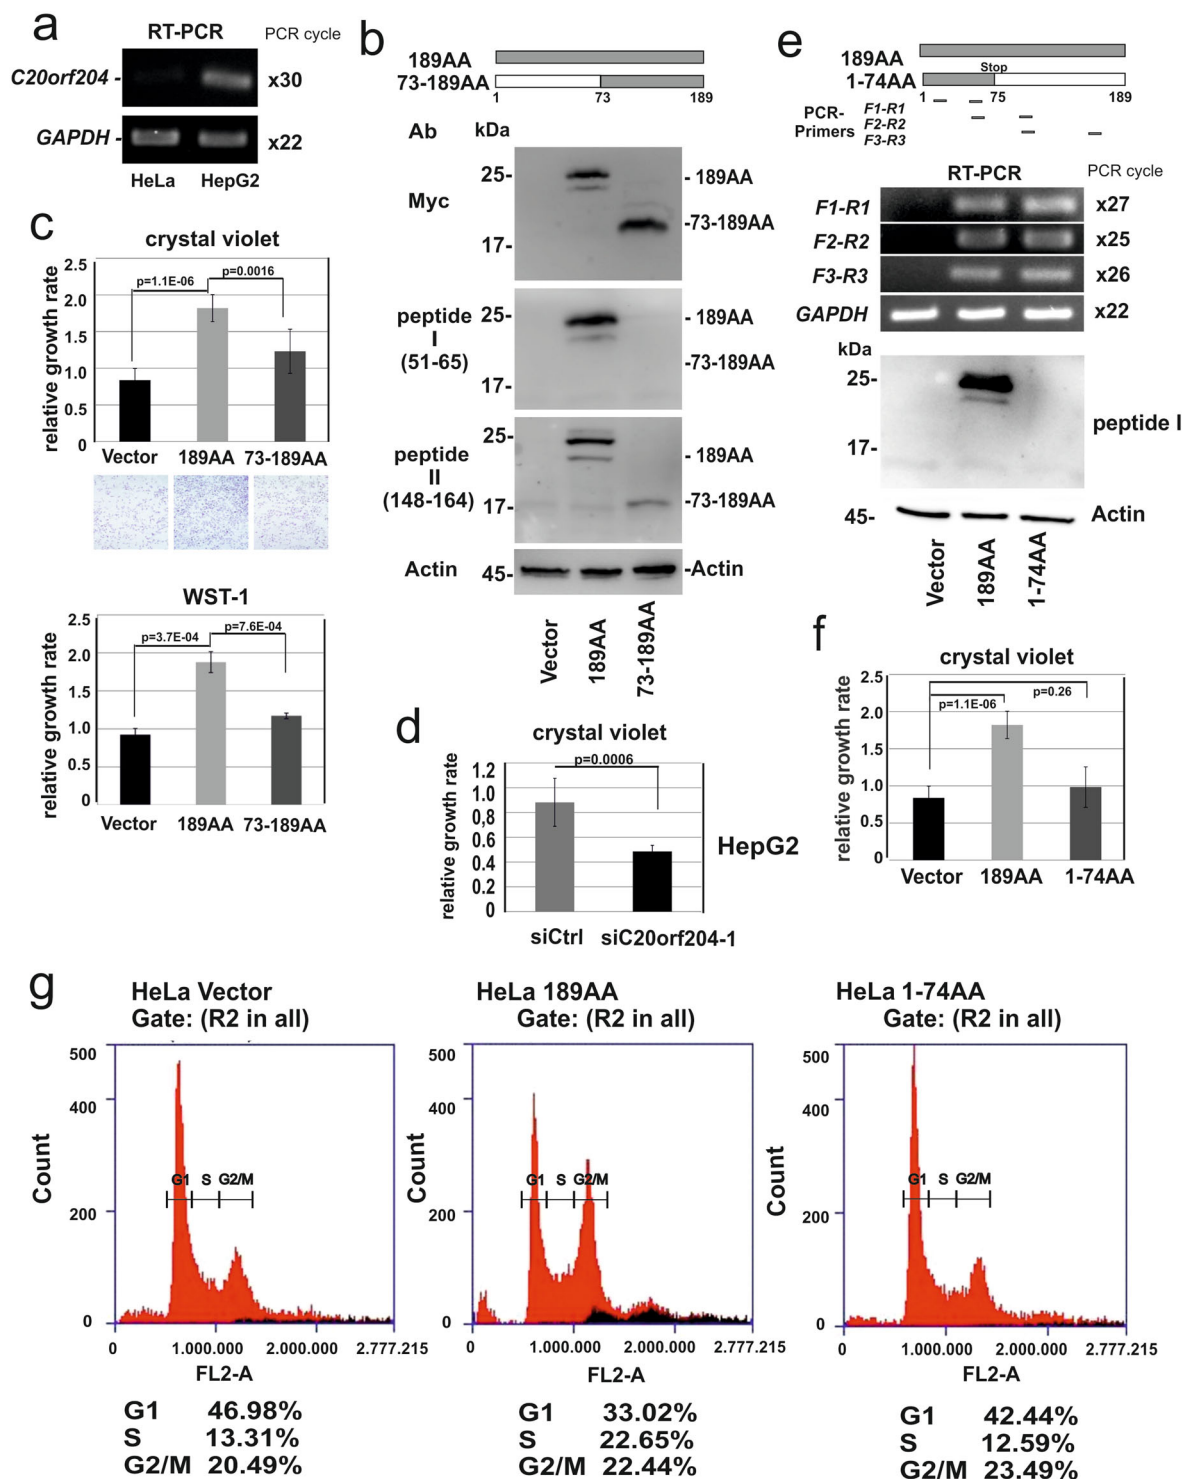 a
RT-PCR
PCR cycle
C20orf204 -
x30
GAPDH -
x22
HeLa HepG2
b
189AA
73-189AA
1 73 189
Ab kDa
Myc
25-
17-
- 189AA
-73-189AA
peptide
I
(51-65)
25-
17-
- 189AA
-73-189AA
peptide
II
(148-164)
25-
17-
- 189AA
-73-189AA
Actin
45-
-Actin
Vector
189AA
73-189AA
c
crystal violet
relative growth rate
2.5
2.0
1.5
1.0
0.5
0
p=1.1E-06
p=0.0016
Vector 189AA 73-189AA
WST-1
relative growth rate
2.5
2.0
1.5
1.0
0.5
0
p=3.7E-04
p=7.6E-04
Vector 189AA 73-189AA
d
crystal violet
relative growth rate
1.2
1.0
0,8
0.6
0.4
0.2
0
p=0.0006
HepG2
siCtrl siC20orf204-1
e
189AA
Stop
1-74AA
1 75 189
PCR-
Primers
F1-R1
F2-R2
F3-R3
RT-PCR
PCR cycle
F1-R1 x27
F2-R2 x25
F3-R3 x26
GAPDH x22
kDa
25-
17-
peptide I
45-
Actin
Vector
189AA
1-74AA
f
crystal violet
relative growth rate
2.5
2.0
1.5
1.0
0.5
0
p=0.26
p=1.1E-06
Vector 189AA 1-74AA
g
HeLa Vector
Gate: (R2 in all)
Count
500
400
200
0
G1 S G2/M
0 1.000.000 2.000.000 2.777.215
FL2-A
G1 46.98%
S 13.31%
G2/M 20.49%
HeLa 189AA
Gate: (R2 in all)
Count
500
400
200
0
G1 S G2/M
0 1.000.000 2.000.000 2.777.215
FL2-A
G1 33.02%
S 22.65%
G2/M 22.44%
HeLa 1-74AA
Gate: (R2 in all)
Count
500
400
200
0
G1 S G2/M
0 1.000.000 2.000.000 2.777.215
FL2-A
G1 42.44%
S 12.59%
G2/M 23.49%